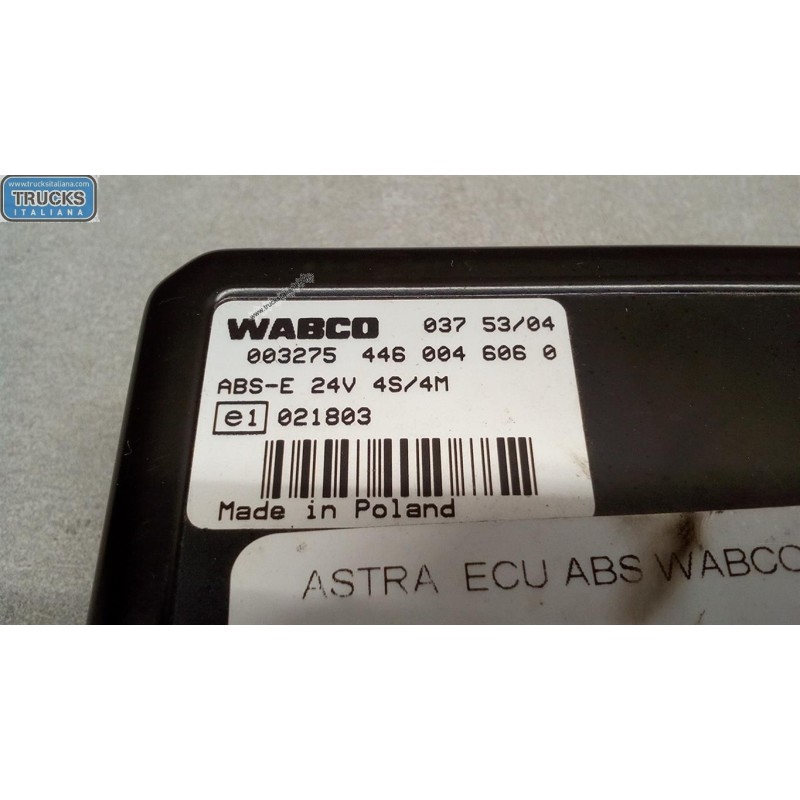 www.trucksitaliana.com
TRUCKS
ITALIANA
WABCO 037 53/04
003275 446 004 606 0
ABS-E 24V 4S/4M
e1 021803
Made in Poland
ASTRA ECU ABS WABCO